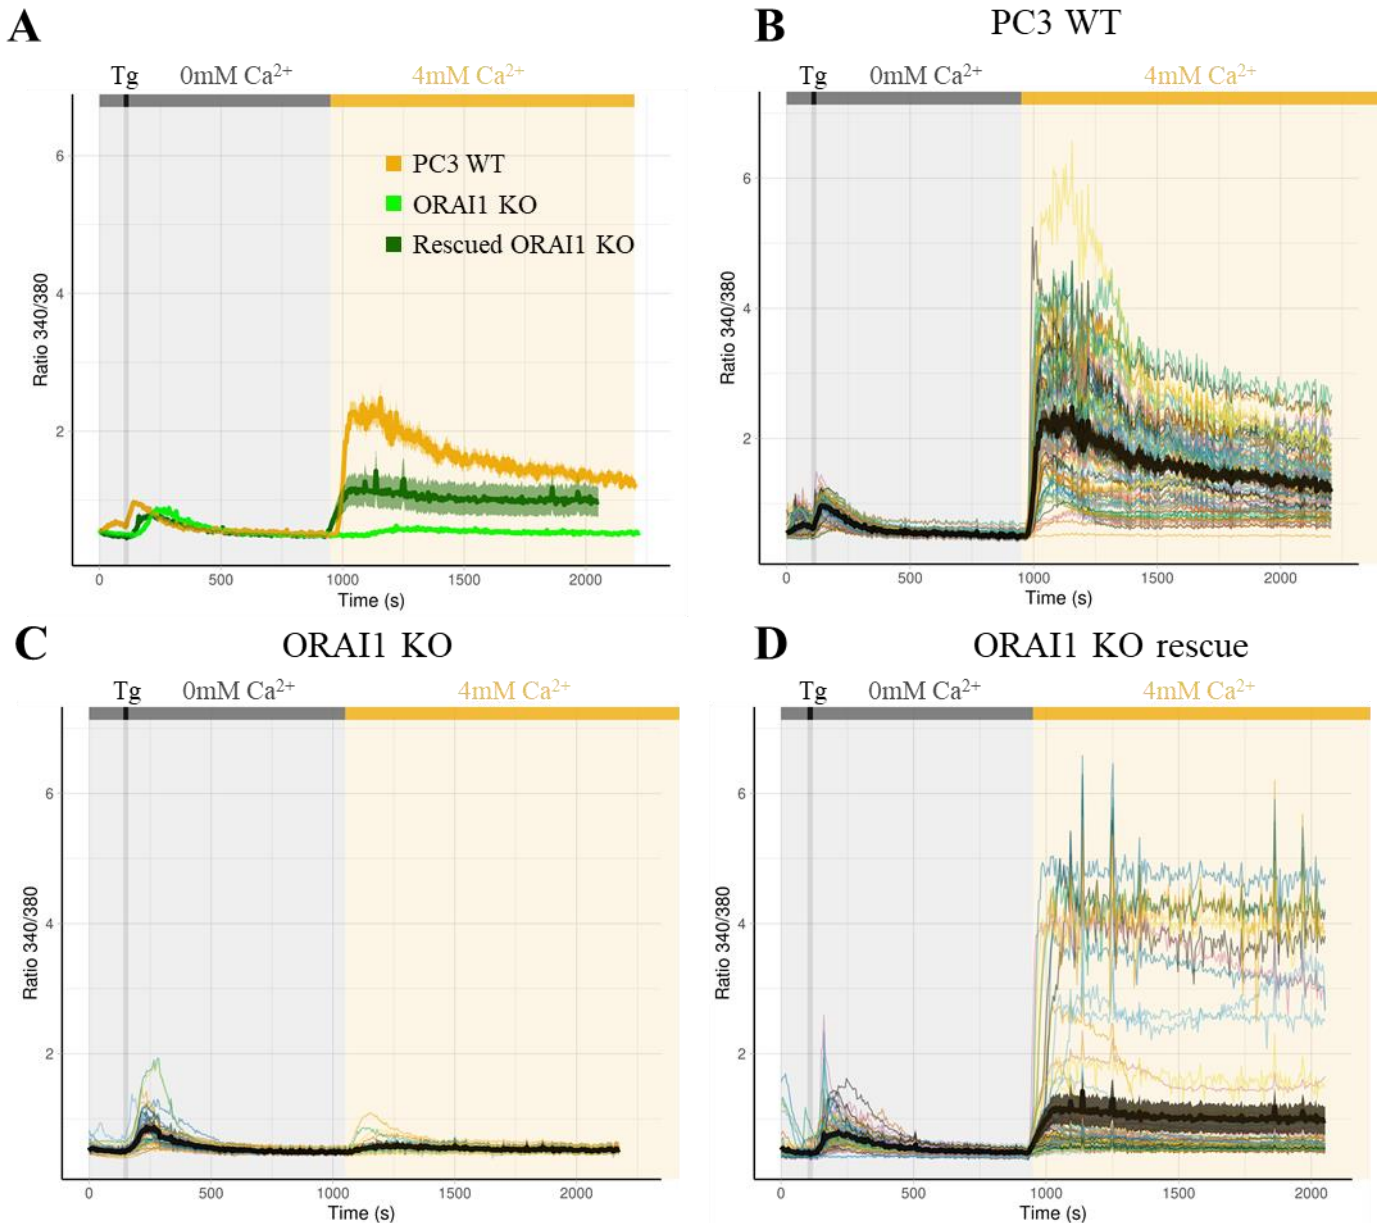 A
Tg 0mM Ca²⁺ 4mM Ca²⁺
PC3 WT
ORAI1 KO
Rescued ORAI1 KO
6
4
2
Ratio 340/380
0 500 1000 1500 2000
Time (s)
B
PC3 WT
Tg 0mM Ca²⁺ 4mM Ca²⁺
6
4
2
Ratio 340/380
0 500 1000 1500 2000
Time (s)
C
ORAI1 KO
Tg 0mM Ca²⁺ 4mM Ca²⁺
6
4
2
Ratio 340/380
0 500 1000 1500 2000
Time (s)
D
ORAI1 KO rescue
Tg 0mM Ca²⁺ 4mM Ca²⁺
6
4
2
Ratio 340/380
0 500 1000 1500 2000
Time (s)